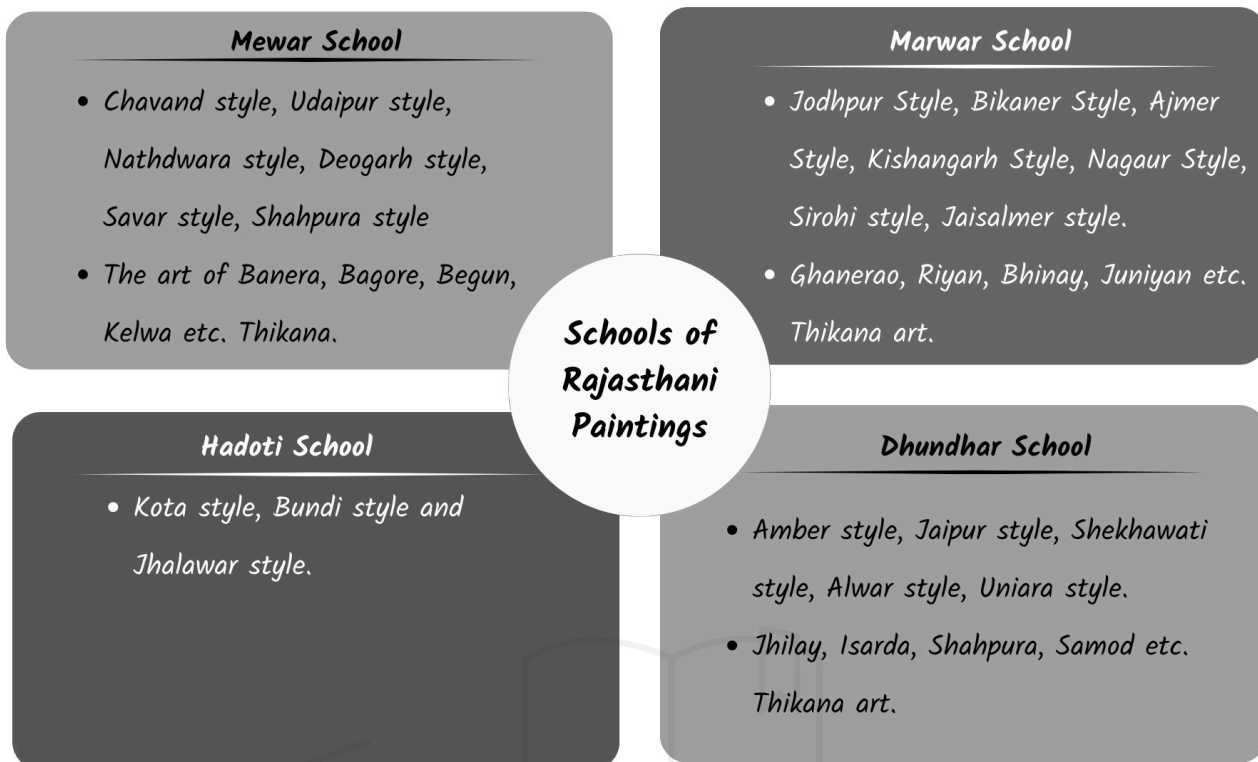 Mewar School
• Chavand style, Udaipur style,
Nathdwara style, Deogarh style,
Savar style, Shahpura style
• The art of Banera, Bagore, Begun,
Kelwa etc. Thikana.
Marwar School
• Jodhpur Style, Bikaner Style, Ajmer
Style, Kishangarh Style, Nagaur Style,
Sirohi style, Jaisalmer style.
• Ghanerao, Riyan, Bhinay, Juniyan etc.
Thikana art.
Schools of
Rajasthani
Paintings
Hadoti School
• Kota style, Bundi style and
Jhalawar style.
Dhundhar School
• Amber style, Jaipur style, Shekhawati
style, Alwar style, Uniara style.
• Jhilay, Isarda, Shahpura, Samod etc.
Thikana art.